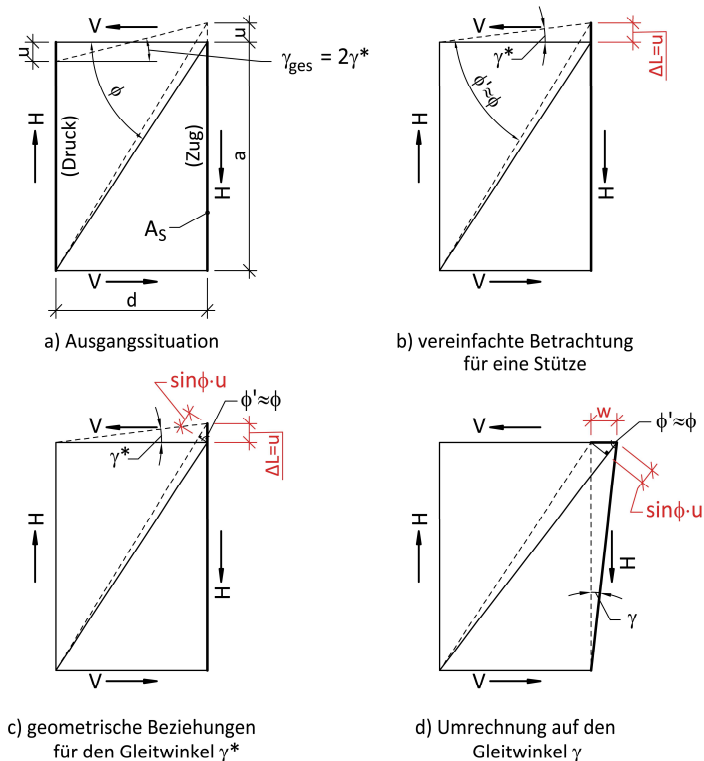 V
u
u
γges = 2γ*
ϕ
H
(Druck)
(Zug)
a
H
AS
V
d
a) Ausgangssituation
V
γ*
ΔL=u
ϕ'≈ϕ
H
H
V
b) vereinfachte Betrachtung
für eine Stütze
sinϕ·u
ϕ'≈ϕ
V
γ*
ΔL=u
H
H
V
c) geometrische Beziehungen
für den Gleitwinkel γ*
w
ϕ'≈ϕ
V
sinϕ·u
H
H
γ
V
d) Umrechnung auf den
Gleitwinkel γ